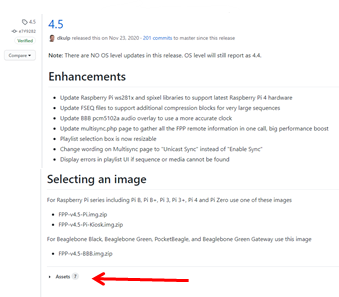 4.5
e7f9282
Verified
Compare
4.5
dkulp released this on Nov 23, 2020 · 201 commits to master since this release
Note: There are NO OS level updates in this release. OS level will still report as 4.4.
Enhancements
Update Raspberry Pi ws281x and spixel libraries to support latest Raspberry Pi 4 hardware
Update FSEQ files to support additional compression blocks for very large sequences
Update BBB pcm5102a audio overlay to use a more accurate clock
Update multisync.php page to gather all the FPP remote information in one call, big performance boost
Playlist selection box is now resizable
Change wording on Multisync page to "Unicast Sync" instead of "Enable Sync"
Display errors in playlist UI if sequence or media cannot be found
Selecting an image
For Raspberry Pi series including Pi B, Pi B+, Pi 3, Pi 3+, Pi 4 and Pi Zero use one of these images
FPP-v4.5-Pi.img.zip
FPP-v4.5-Pi-Kiosk.img.zip
For Beaglebone Black, Beaglebone Green, PocketBeagle, and Beaglebone Green Gateway use this image
FPP-v4.5-BBB.img.zip
Assets 7